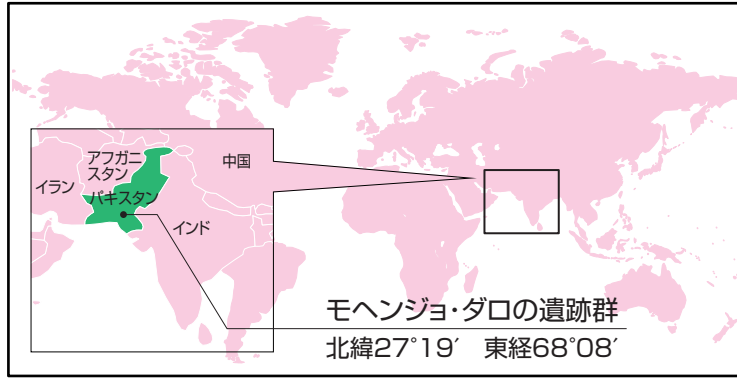 アフガニ
スタン
中国
イラン
パキスタン
インド
モヘンジョ・ダロの遺跡群
北緯27°19′ 東経68°08′